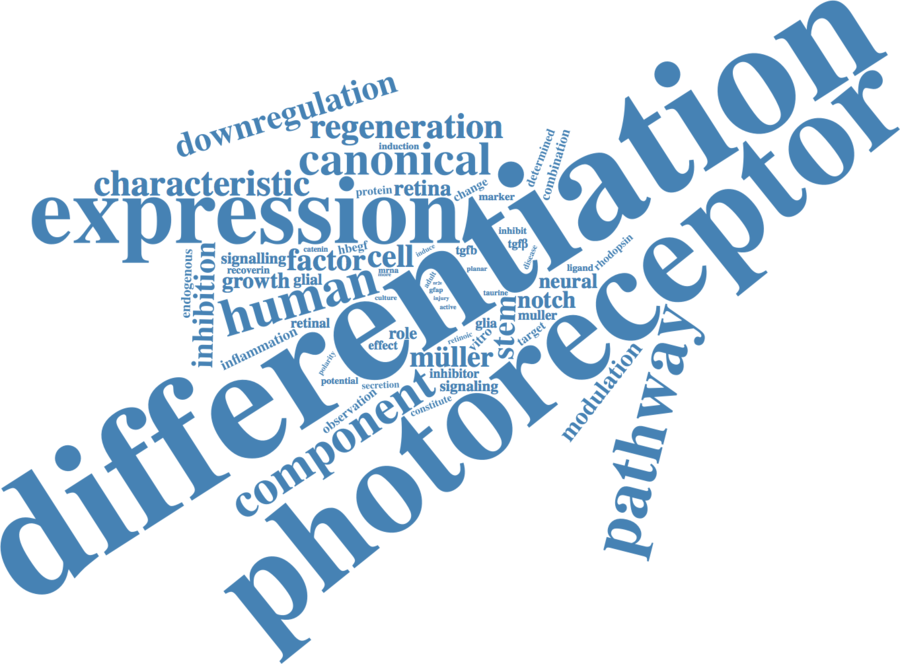 differentiation
photoreceptor
expression
pathway
component
human
canonical
regeneration
downregulation
characteristic
induction
protein
retina
change
marker
determined
combination
inhibit
tgfβ
tgfb
disease
endogenous
inhibition
signalling
catenin
hbegf
factor
cell
induce
recoverin
growth
glial
mrna
culture
adult
gfap
injury
active
planar
taurine
ligand
rhodopsin
neural
notch
muller
stem
target
glia
vitro
retinoic
retinal
role
effect
müller
inhibitor
signaling
inflammation
polarity
potential
secretion
observation
constitute
modulation